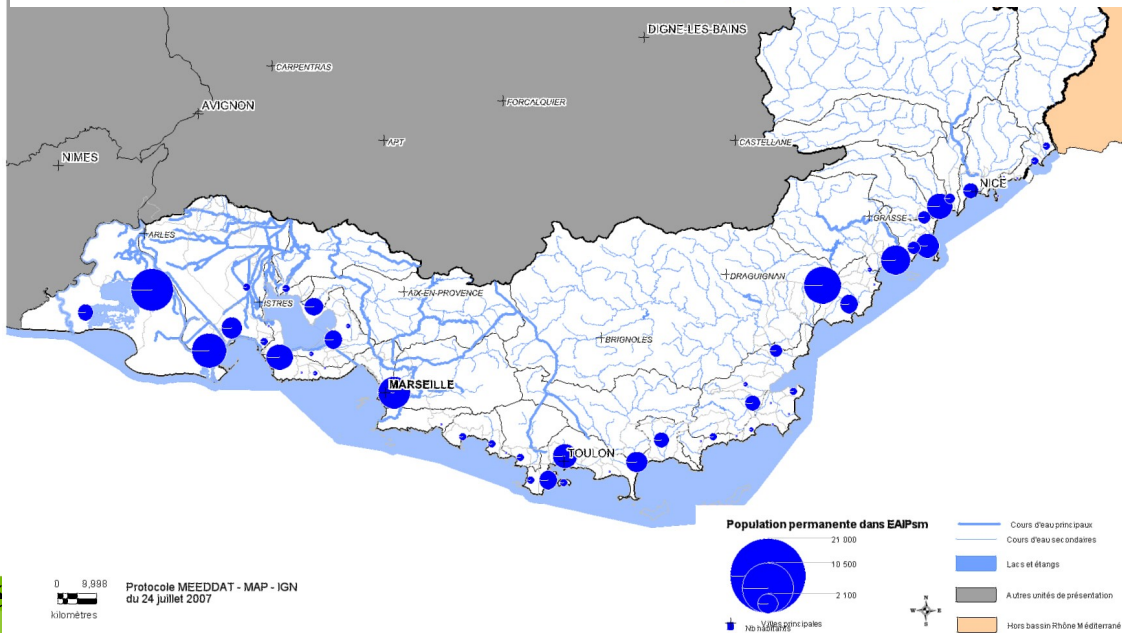 DIGNE-LES-BAINS
CARPENTRAS
AVIGNON
FORCALQUIER
APT
CASTELLANE
NIMES
NICE
GRASSE
ARLES
DRAGUIGNAN
AIX-EN-PROVENCE
ISTRES
BRIGNOLES
MARSEILLE
TOULON
Population permanente dans EAIPsm
21 000
10 500
2 100
Villes principales
Nb habitants
Cours d'eau principaux
Cours d'eau secondaires
Lacs et étangs
Autres unités de présentation
Hors bassin Rhône Méditerrané
N
W E
S
0 9,998
kilomètres
Protocole MEEDDAT - MAP - IGN
du 24 juillet 2007